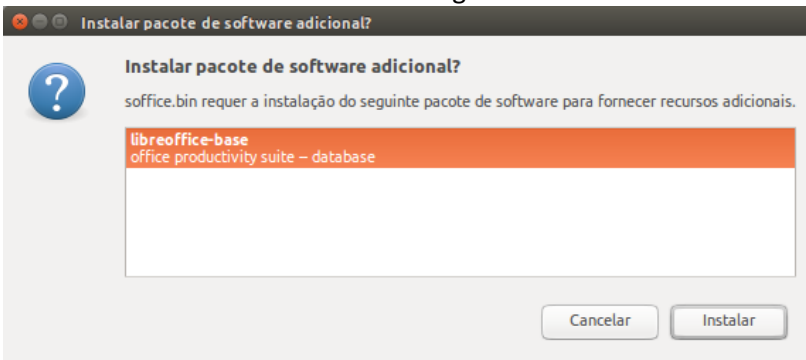 Instalar pacote de software adicional?
Instalar pacote de software adicional?
soffice.bin requer a instalação do seguinte pacote de software para fornecer recursos adicionais.
libreoffice-base
office productivity suite – database
Cancelar
Instalar